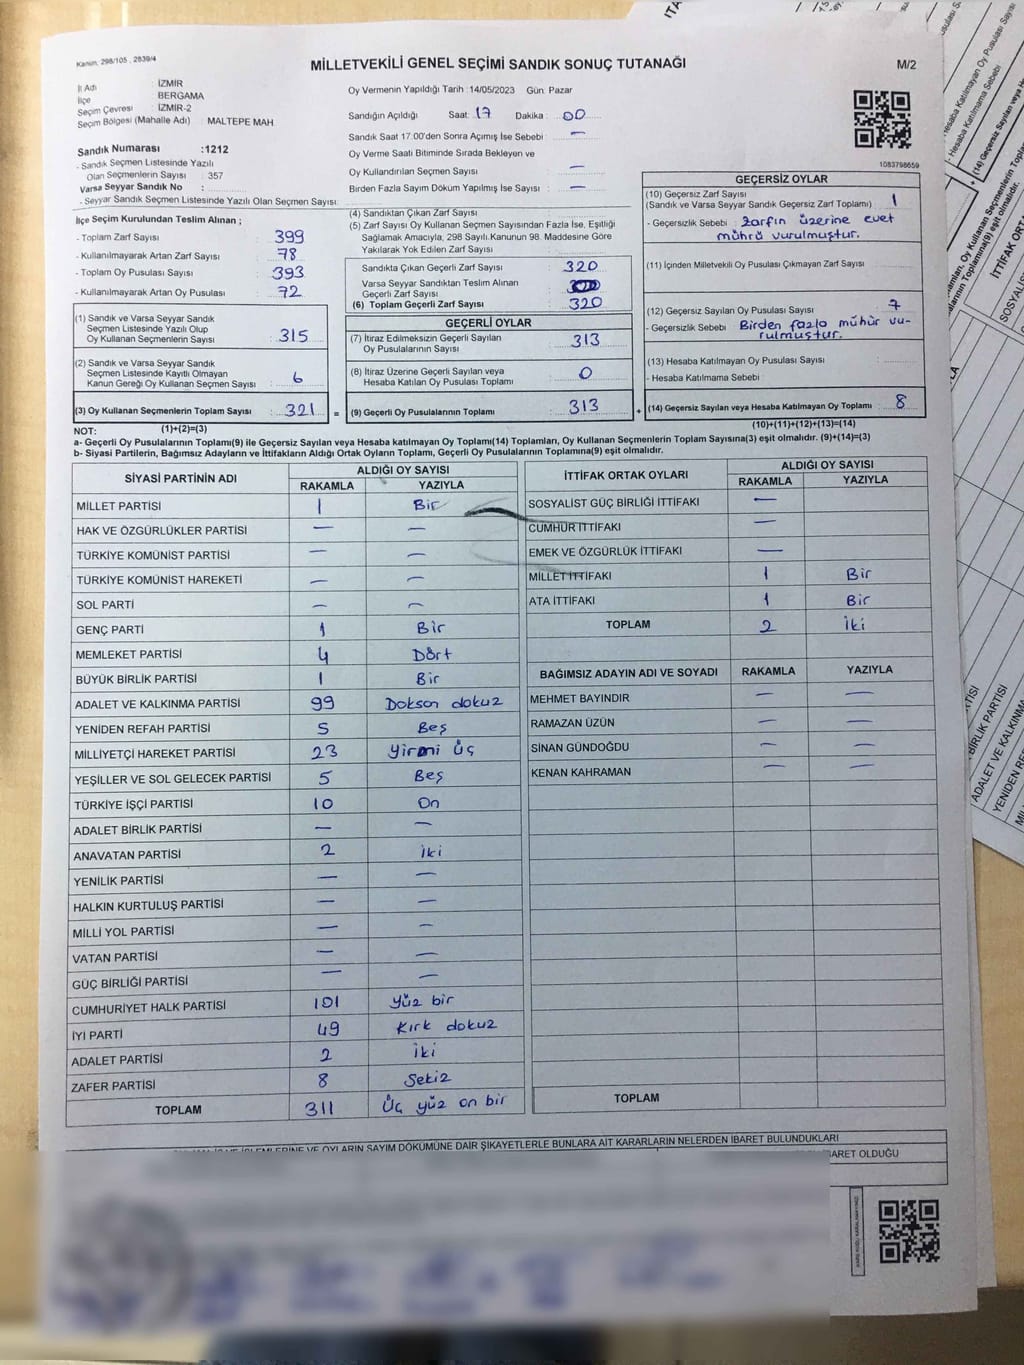 Kanun. 298/105 , 2839/4
MİLLETVEKİLİ GENEL SEÇİMİ SANDIK SONUÇ TUTANAĞI
M/2
İl Adı : İZMİR
İlçe : BERGAMA
Seçim Çevresi : İZMİR-2
Seçim Bölgesi (Mahalle Adı) : MALTEPE MAH.
Sandık Numarası :1212
- Sandık Seçmen Listesinde Yazılı
Olan Seçmenlerin Sayısı : 357
Varsa Seyyar Sandık No :
- Seyyar Sandık Seçmen Listesinde Yazılı Olan Seçmen Sayısı :
Oy Vermenin Yapıldığı Tarih :14/05/2023 Gün: Pazar
Sandığın Açıldığı Saat: 17 Dakika : 00
Sandık Saat 17.00'den Sonra Açımış İse Sebebi : —
Oy Verme Saati Bitiminde Sırada Bekleyen ve
Oy Kullandırılan Seçmen Sayısı : —
Birden Fazla Sayım Döküm Yapılmış İse Sayısı : —
1083798659
İlçe Seçim Kurulundan Teslim Alınan ;
- Toplam Zarf Sayısı : 399
- Kullanılmayarak Artan Zarf Sayısı : 78
- Toplam Oy Pusulası Sayısı : 393
- Kullanılmayarak Artan Oy Pusulası : 72
(4) Sandıktan Çıkan Zarf Sayısı :
(5) Zarf Sayısı Oy Kullanan Seçmen Sayısından Fazla İse, Eşitliği
Sağlamak Amacıyla, 298 Sayılı.Kanunun 98. Maddesine Göre
Yakılarak Yok Edilen Zarf Sayısı :
Sandıkta Çıkan Geçerli Zarf Sayısı : 320
Varsa Seyyar Sandıktan Teslim Alınan
Geçerli Zarf Sayısı :
(6) Toplam Geçerli Zarf Sayısı : 320
GEÇERSİZ OYLAR
(10) Geçersiz Zarf Sayısı
(Sandık ve Varsa Seyyar Sandık Geçersiz Zarf Toplamı) : 1
- Geçersizlik Sebebi : Zarfın üzerine evet
mührü vurulmuştur.
(11) İçinden Milletvekili Oy Pusulası Çıkmayan Zarf Sayısı :
(12) Geçersiz Sayılan Oy Pusulası Sayısı : 7
- Geçersizlik Sebebi : Birden fazla mühür vu-
rulmuştur.
(13) Hesaba Katılmayan Oy Pusulası Sayısı :
- Hesaba Katılmama Sebebi :
(14) Geçersiz Sayılan veya Hesaba Katılmayan Oy Toplamı : 8
(10)+(11)+(12)+(13)=(14)
(1) Sandık ve Varsa Seyyar Sandık
Seçmen Listesinde Yazılı Olup
Oy Kullanan Seçmenlerin Sayısı : 315
(2) Sandık ve Varsa Seyyar Sandık
Seçmen Listesinde Kayıtlı Olmayan
Kanun Gereği Oy Kullanan Seçmen Sayısı : 6
(3) Oy Kullanan Seçmenlerin Toplam Sayısı : 321 =
GEÇERLİ OYLAR
(7) İtiraz Edilmeksizin Geçerli Sayılan
Oy Pusulalarının Sayısı : 313
(8) İtiraz Üzerine Geçerli Sayılan veya
Hesaba Katılan Oy Pusulası Toplamı : 0
(9) Geçerli Oy Pusulalarının Toplamı : 313 +
NOT: (1)+(2)=(3)
a- Geçerli Oy Pusulalarının Toplamı(9) ile Geçersiz Sayılan veya Hesaba katılmayan Oy Toplamı(14) Toplamları, Oy Kullanan Seçmenlerin Toplam Sayısına(3) eşit olmalıdır. (9)+(14)=(3)
b- Siyasi Partilerin, Bağımsız Adayların ve İttifakların Aldığı Ortak Oyların Toplamı, Geçerli Oy Pusulalarının Toplamına(9) eşit olmalıdır.
SİYASİ PARTİNİN ADI ALDIĞI OY SAYISI
RAKAMLA YAZIYLA
MİLLET PARTİSİ 1 Bir
HAK VE ÖZGÜRLÜKLER PARTİSİ — —
TÜRKİYE KOMÜNİST PARTİSİ — —
TÜRKİYE KOMÜNİST HAREKETİ — —
SOL PARTİ — —
GENÇ PARTİ 1 Bir
MEMLEKET PARTİSİ 4 Dört
BÜYÜK BİRLİK PARTİSİ 1 Bir
ADALET VE KALKINMA PARTİSİ 99 Doksan dokuz
YENİDEN REFAH PARTİSİ 5 Beş
MİLLİYETÇİ HAREKET PARTİSİ 23 Yirmi üç
YEŞİLLER VE SOL GELECEK PARTİSİ 5 Beş
TÜRKİYE İŞÇİ PARTİSİ 10 On
ADALET BİRLİK PARTİSİ — —
ANAVATAN PARTİSİ 2 İki
YENİLİK PARTİSİ — —
HALKIN KURTULUŞ PARTİSİ — —
MİLLİ YOL PARTİSİ — —
VATAN PARTİSİ — —
GÜÇ BİRLİĞİ PARTİSİ — —
CUMHURİYET HALK PARTİSİ 101 Yüz bir
İYİ PARTİ 49 Kırk dokuz
ADALET PARTİSİ 2 İki
ZAFER PARTİSİ 8 Sekiz
TOPLAM 311 Üç yüz on bir
İTTİFAK ORTAK OYLARI ALDIĞI OY SAYISI
RAKAMLA YAZIYLA
SOSYALİST GÜÇ BİRLİĞİ İTTİFAKI —
CUMHUR İTTİFAKI —
EMEK VE ÖZGÜRLÜK İTTİFAKI —
MİLLET İTTİFAKI 1 Bir
ATA İTTİFAKI 1 Bir
TOPLAM 2 İki
BAĞIMSIZ ADAYIN ADI VE SOYADI RAKAMLA YAZIYLA
MEHMET BAYINDIR — —
RAMAZAN ÜZÜN — —
SİNAN GÜNDOĞDU — —
KENAN KAHRAMAN — —
TOPLAM
VE OYLARIN SAYIM DÖKÜMÜNE DAİR ŞİKAYETLERLE BUNLARA AİT KARARLARIN NELERDEN İBARET BULUNDUKLARI
BARET OLDUĞU